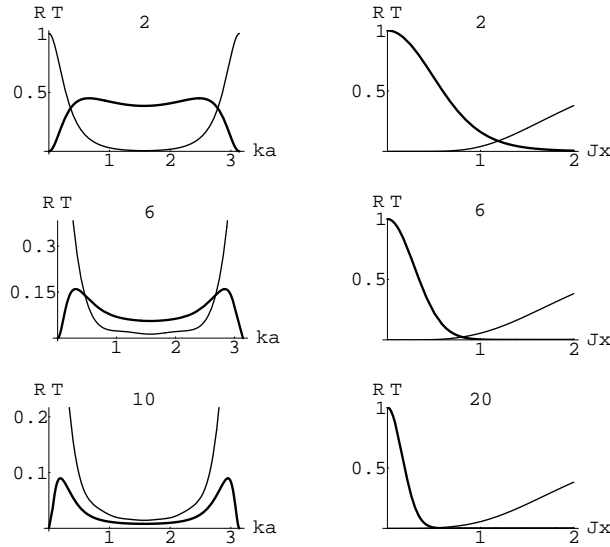 R T 2
1
0.5
1 2 3 ka
R T 2
1
0.5
1 2 Jx
R T 6
0.3
0.15
1 2 3 ka
R T 6
1
0.5
1 2 Jx
R T 10
0.2
0.1
1 2 3 ka
R T 20
1
0.5
1 2 Jx